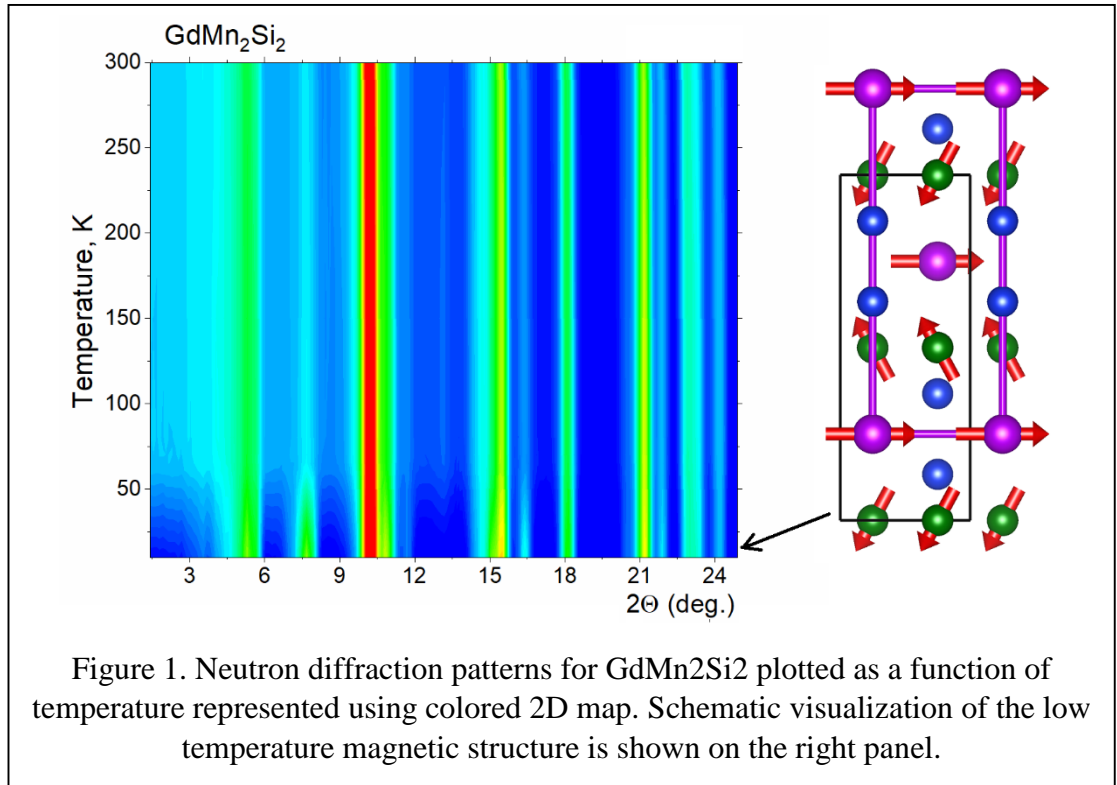 GdMn₂Si₂
300
250
200
150
100
50
Temperature, K
3 6 9 12 15 18 21 24
2Θ (deg.)
Figure 1. Neutron diffraction patterns for GdMn2Si2 plotted as a function of
temperature represented using colored 2D map. Schematic visualization of the low
temperature magnetic structure is shown on the right panel.